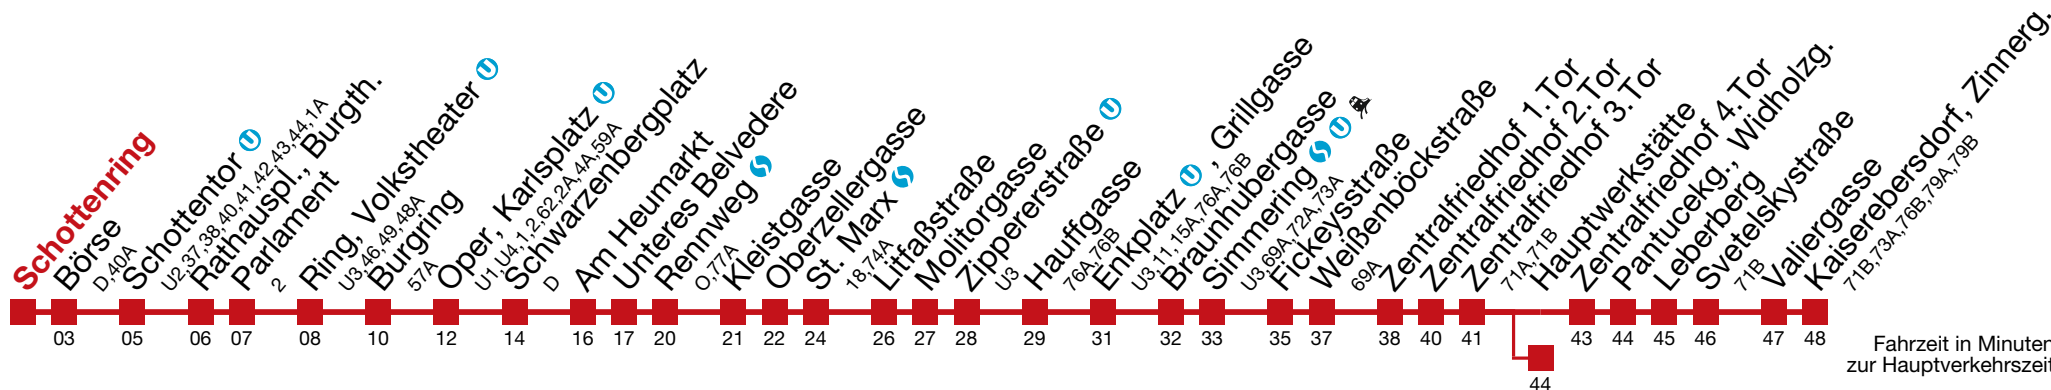 Schottenring
Börse
D,40A
Schottentor
U2,37,38,40,41,42,43,44,1A
Rathauspl., Burgth.
Parlament
2
Ring, Volkstheater
U3,46,49,48A
Burgring
57A
Oper, Karlsplatz
U1,U4,1,2,62,2A,4A,59A
Schwarzenbergplatz
D
Am Heumarkt
Unteres Belvedere
Rennweg
O,77A
Kleistgasse
Oberzellergasse
St. Marx
18,74A
Litfaßstraße
Molitorgasse
Zippererstraße
U3
Hauffgasse
76A,76B
Enkplatz, Grillgasse
U3,11,15A,76A,76B
Braunhubergasse
Simmering
U3,69A,72A,73A
Fickeysstraße
Weißenböckstraße
69A
Zentralfriedhof 1.Tor
Zentralfriedhof 2.Tor
Zentralfriedhof 3.Tor
71A,71B
Hauptwerkstätte
Zentralfriedhof 4.Tor
Pantucekg., Widholzg.
Leberberg
Svetelskystraße
71B
Valiergasse
Kaiserebersdorf, Zinnerg.
71B,73A,76B,79A,79B
03 05 06 07 08 10 12 14 16 17 20 21 22 24 26 27 28 29 31 32 33 35 37 38 40 41 43 44 45 46 47 48
44
Fahrzeit in Minuten
zur Hauptverkehrszeit